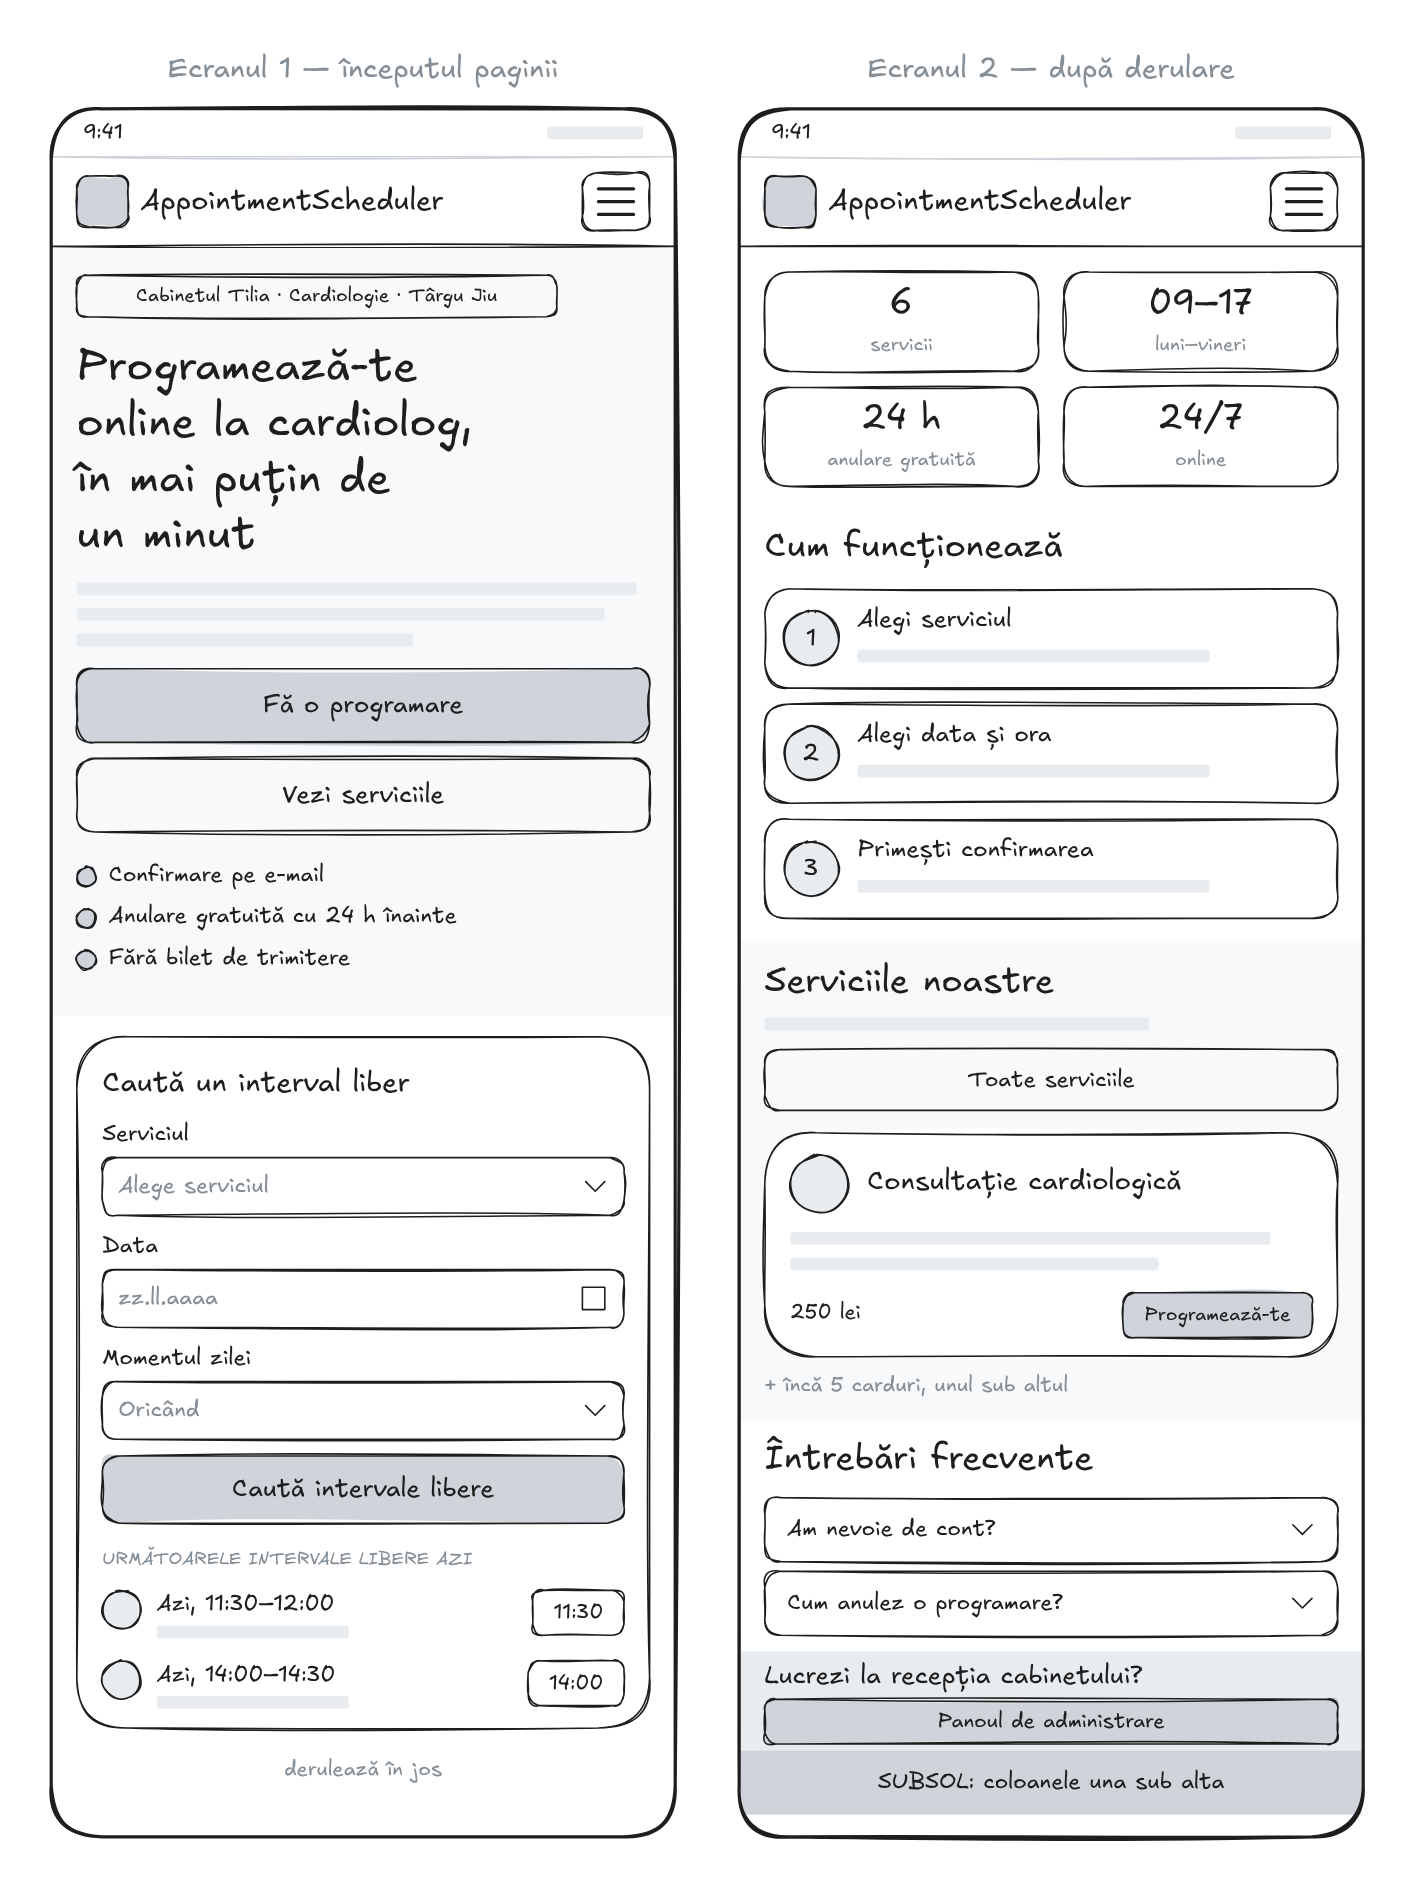 Ecranul 1 — începutul paginii
9:41
AppointmentScheduler
Cabinetul Tilia · Cardiologie · Târgu Jiu
Programează-te
online la cardiolog,
în mai puțin de
un minut
Fă o programare
Vezi serviciile
Confirmare pe e-mail
Anulare gratuită cu 24 h înainte
Fără bilet de trimitere
Caută un interval liber
Serviciul
Alege serviciul
Data
zz.ll.aaaa
Momentul zilei
Oricând
Caută intervale libere
URMĂTOARELE INTERVALE LIBERE AZI
Azi, 11:30–12:00
11:30
Azi, 14:00–14:30
14:00
derulează în jos
Ecranul 2 — după derulare
9:41
AppointmentScheduler
6
servicii
09–17
luni–vineri
24 h
anulare gratuită
24/7
online
Cum funcționează
1
Alegi serviciul
2
Alegi data și ora
3
Primești confirmarea
Serviciile noastre
Toate serviciile
Consultație cardiologică
250 lei
Programează-te
+ încă 5 carduri, unul sub altul
Întrebări frecvente
Am nevoie de cont?
Cum anulez o programare?
Lucrezi la recepția cabinetului?
Panoul de administrare
SUBSOL: coloanele una sub alta